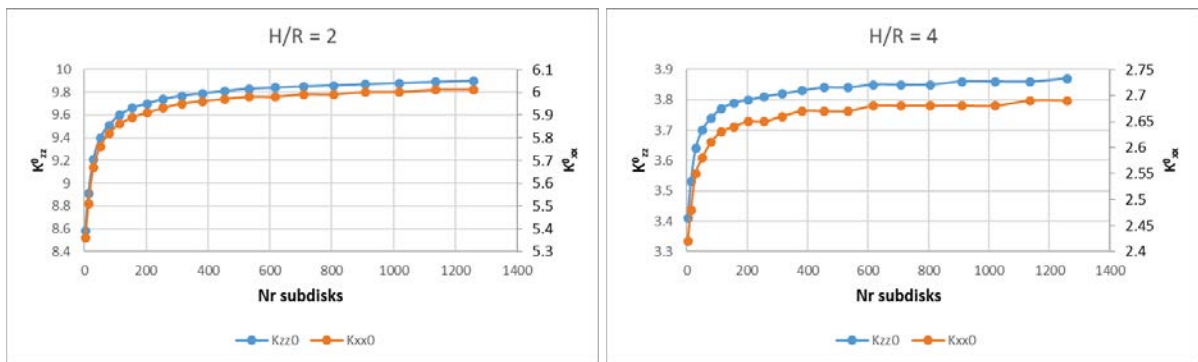 H/R = 2
K⁰zz
10
9.8
9.6
9.4
9.2
9
8.8
8.6
8.4
6.1
6
5.9
5.8
5.7
5.6
5.5
5.4
5.3
K⁰xx
0 200 400 600 800 1000 1200 1400
Nr subdisks
Kzz0 Kxx0
H/R = 4
K⁰zz
3.9
3.8
3.7
3.6
3.5
3.4
3.3
2.75
2.7
2.65
2.6
2.55
2.5
2.45
2.4
K⁰xx
0 200 400 600 800 1000 1200 1400
Nr subdisks
Kzz0 Kxx0